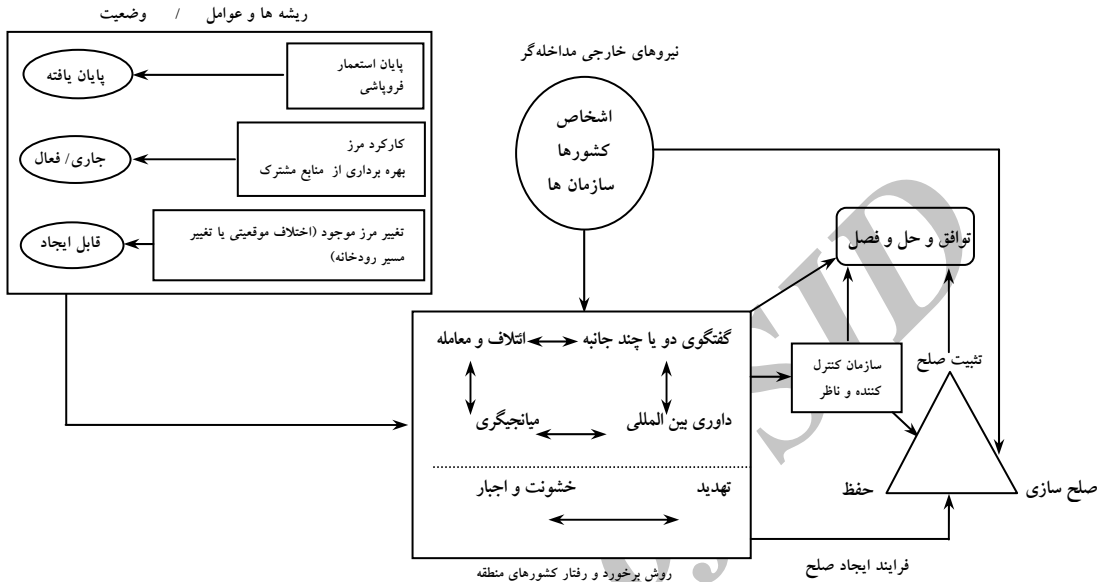 ریشه ها و عوامل / وضعیت
پایان استعمار
فروپاشی
پایان یافته
کارکرد مرز
بهره برداری از منابع مشترک
جاری/ فعال
تغییر مرز موجود (اختلاف موقعیتی یا تغییر
مسیر رودخانه)
قابل ایجاد
نیروهای خارجی مداخله‌گر
اشخاص
کشورها
سازمان ها
توافق و حل و فصل
گفتگوی دو یا چند جانبه
ائتلاف و معامله
داوری بین المللی
میانجیگری
تهدید
خشونت و اجبار
روش برخورد و رفتار کشورهای منطقه
سازمان کنترل
کننده و ناظر
تثبیت صلح
صلح سازی
حفظ
فرایند ایجاد صلح
SID